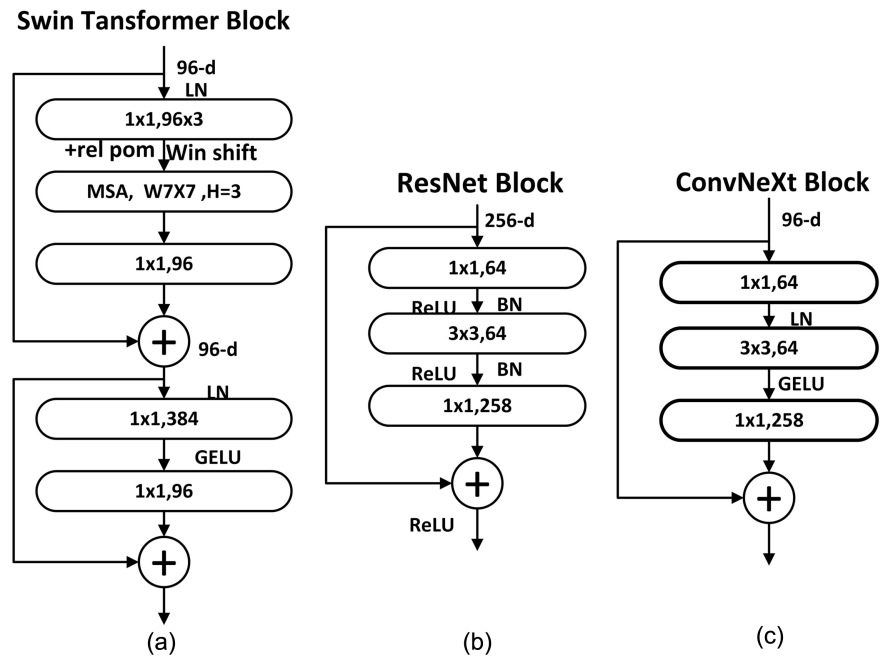 Swin Tansformer Block
96-d
LN
1x1,96x3
+rel pom Win shift
MSA, W7X7 ,H=3
1x1,96
+
96-d
LN
1x1,384
GELU
1x1,96
+
(a)
ResNet Block
256-d
1x1,64
ReLU BN
3x3,64
ReLU BN
1x1,258
+
ReLU
(b)
ConvNeXt Block
96-d
1x1,64
LN
3x3,64
GELU
1x1,258
+
(c)